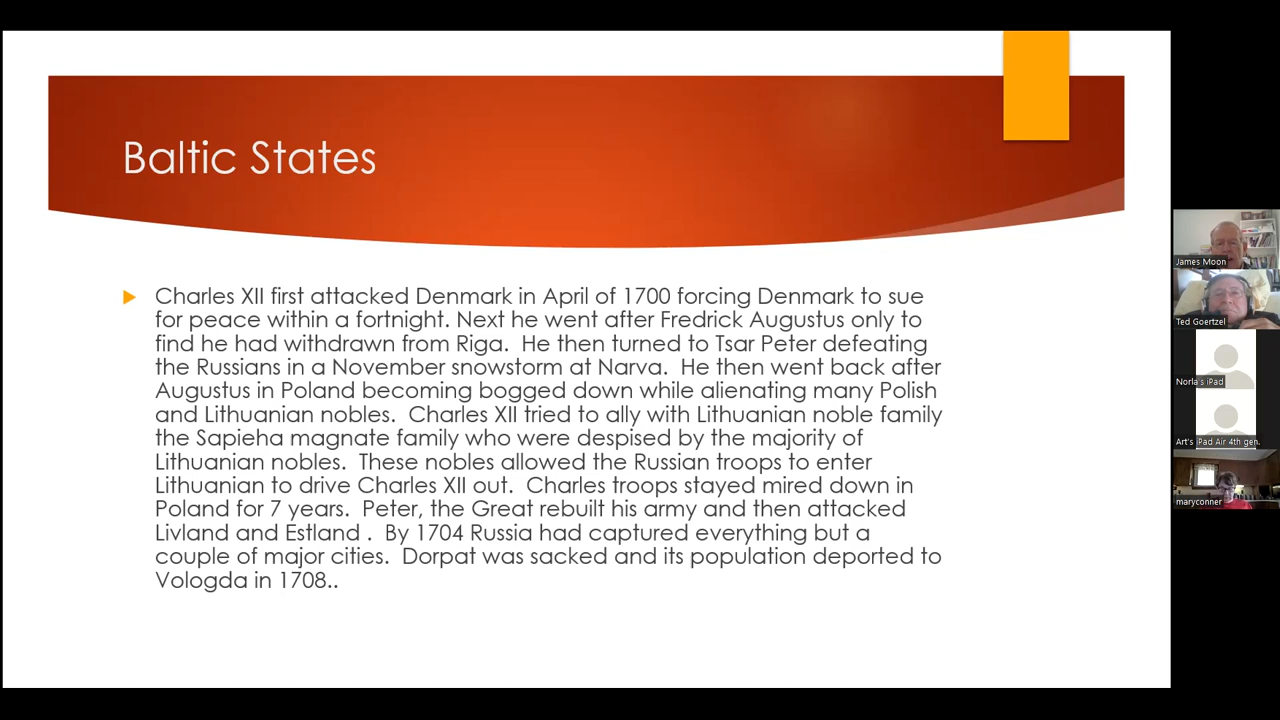 Baltic States
Charles XII first attacked Denmark in April of 1700 forcing Denmark to sue
for peace within a fortnight. Next he went after Fredrick Augustus only to
find he had withdrawn from Riga.  He then turned to Tsar Peter defeating
the Russians in a November snowstorm at Narva.  He then went back after
Augustus in Poland becoming bogged down while alienating many Polish
and Lithuanian nobles.  Charles XII tried to ally with Lithuanian noble family
the Sapieha magnate family who were despised by the majority of
Lithuanian nobles.  These nobles allowed the Russian troops to enter
Lithuanian to drive Charles XII out.  Charles troops stayed mired down in
Poland for 7 years.  Peter, the Great rebuilt his army and then attacked
Livland and Estland .  By 1704 Russia had captured everything but a
couple of major cities.  Dorpat was sacked and its population deported to
Vologda in 1708..
James Moon
Ted Goertzel
Norla's iPad
Art's iPad Air 4th gen.
maryconner